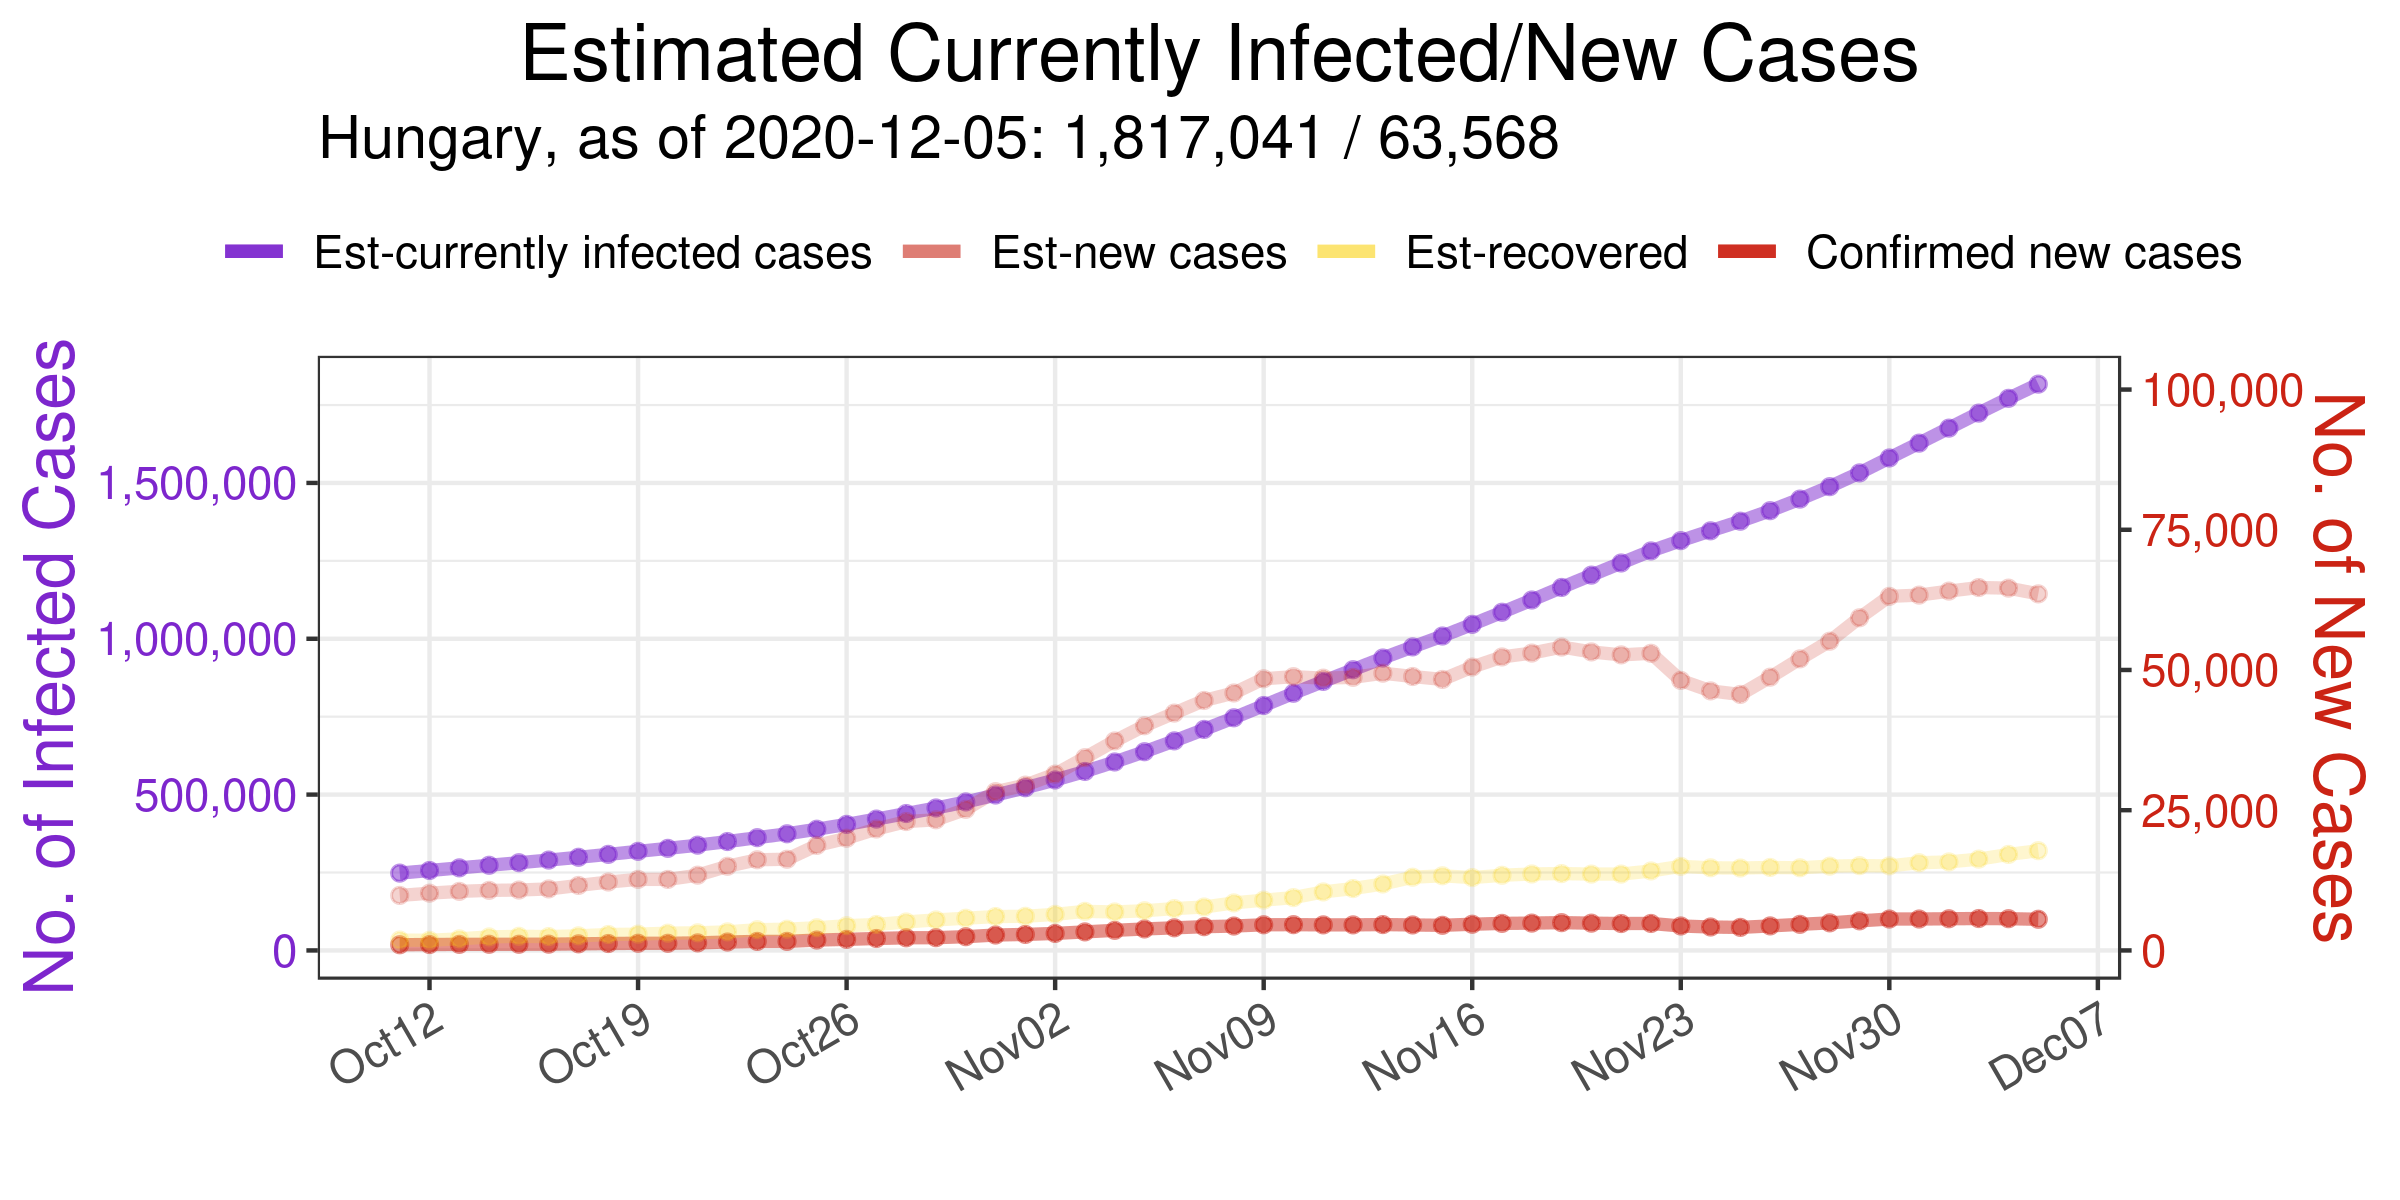 Estimated Currently Infected/New Cases
Hungary, as of 2020-12-05: 1,817,041 / 63,568
Est-currently infected cases Est-new cases Est-recovered Confirmed new cases
No. of Infected Cases
1,500,000
1,000,000
500,000
0
100,000
75,000
50,000
25,000
0
No. of New Cases
Oct12 Oct19 Oct26 Nov02 Nov09 Nov16 Nov23 Nov30 Dec07